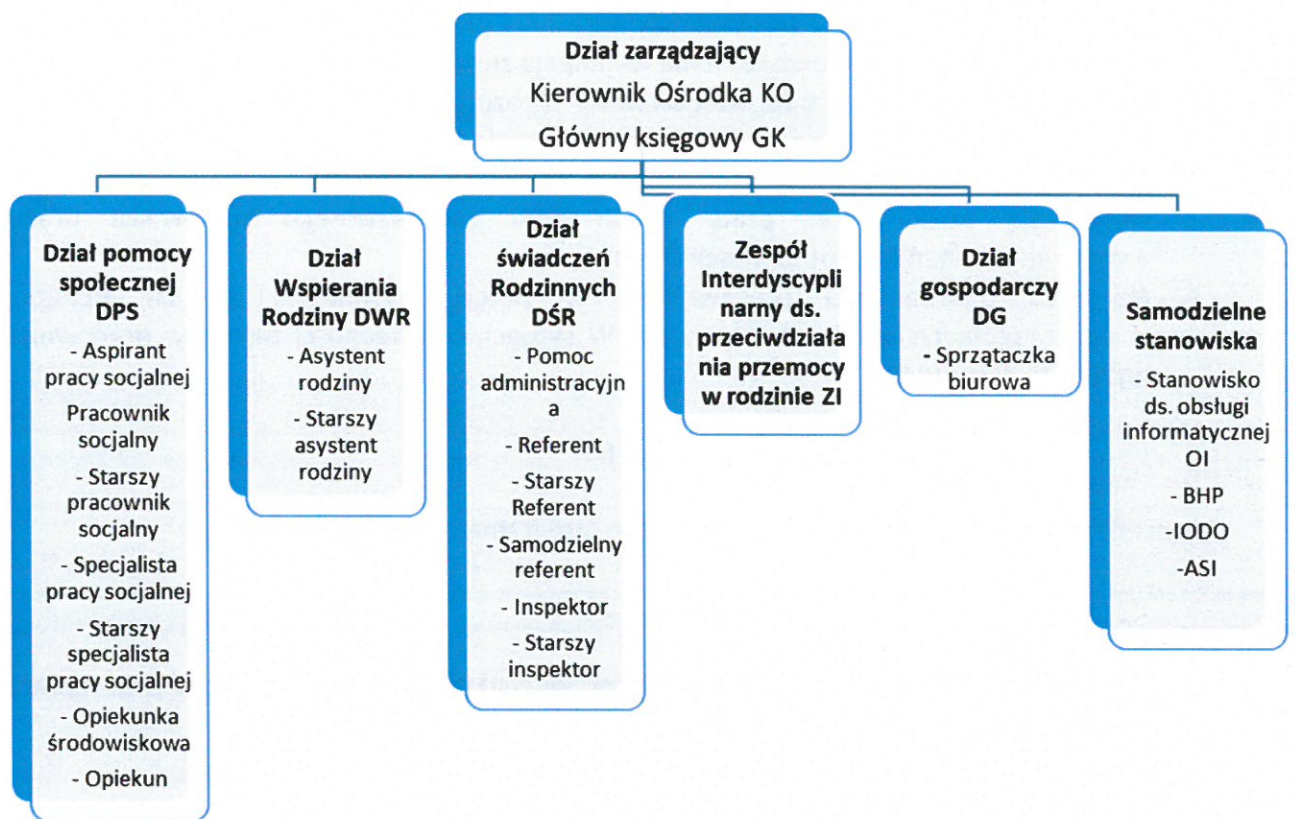 Dział zarządzający
Kierownik Ośrodka KO
Główny księgowy GK
Dział pomocy
społecznej
DPS
- Aspirant
pracy socjalnej
Pracownik
socjalny
- Starszy
pracownik
socjalny
- Specjalista
pracy socjalnej
- Starszy
specjalista
pracy socjalnej
- Opiekunka
środowiskowa
- Opiekun
Dział
Wspierania
Rodziny DWR
- Asystent
rodziny
- Starszy
asystent
rodziny
Dział
świadczeń
Rodzinnych
DŚR
- Pomoc
administracyjn
a
- Referent
- Starszy
Referent
- Samodzielny
referent
- Inspektor
- Starszy
inspektor
Zespół
Interdyscypli
narny ds.
przeciwdziała
nia przemocy
w rodzinie ZI
Dział
gospodarczy
DG
- Sprzątaczka
biurowa
Samodzielne
stanowiska
- Stanowisko
ds. obsługi
informatycznej
OI
- BHP
-IODO
-ASI